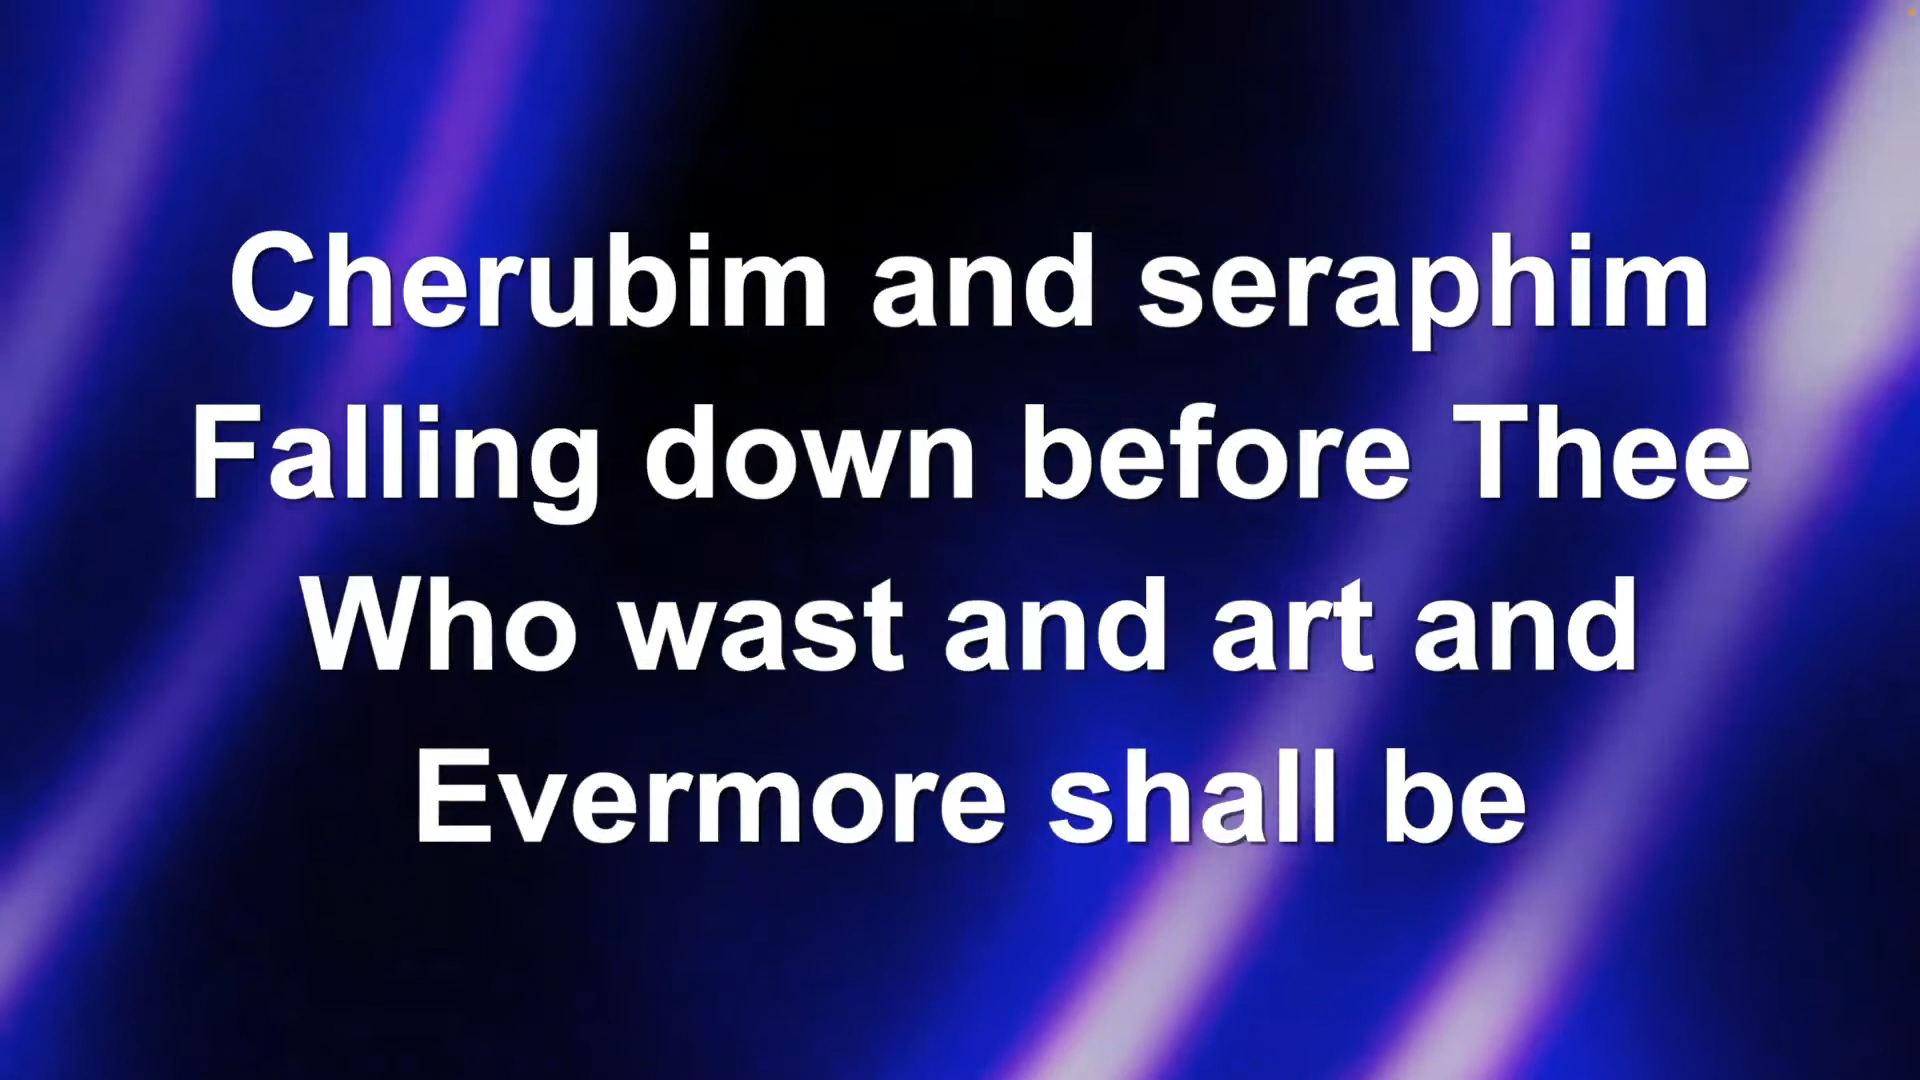 Cherubim and seraphim
Falling down before Thee
Who wast and art and
Evermore shall be